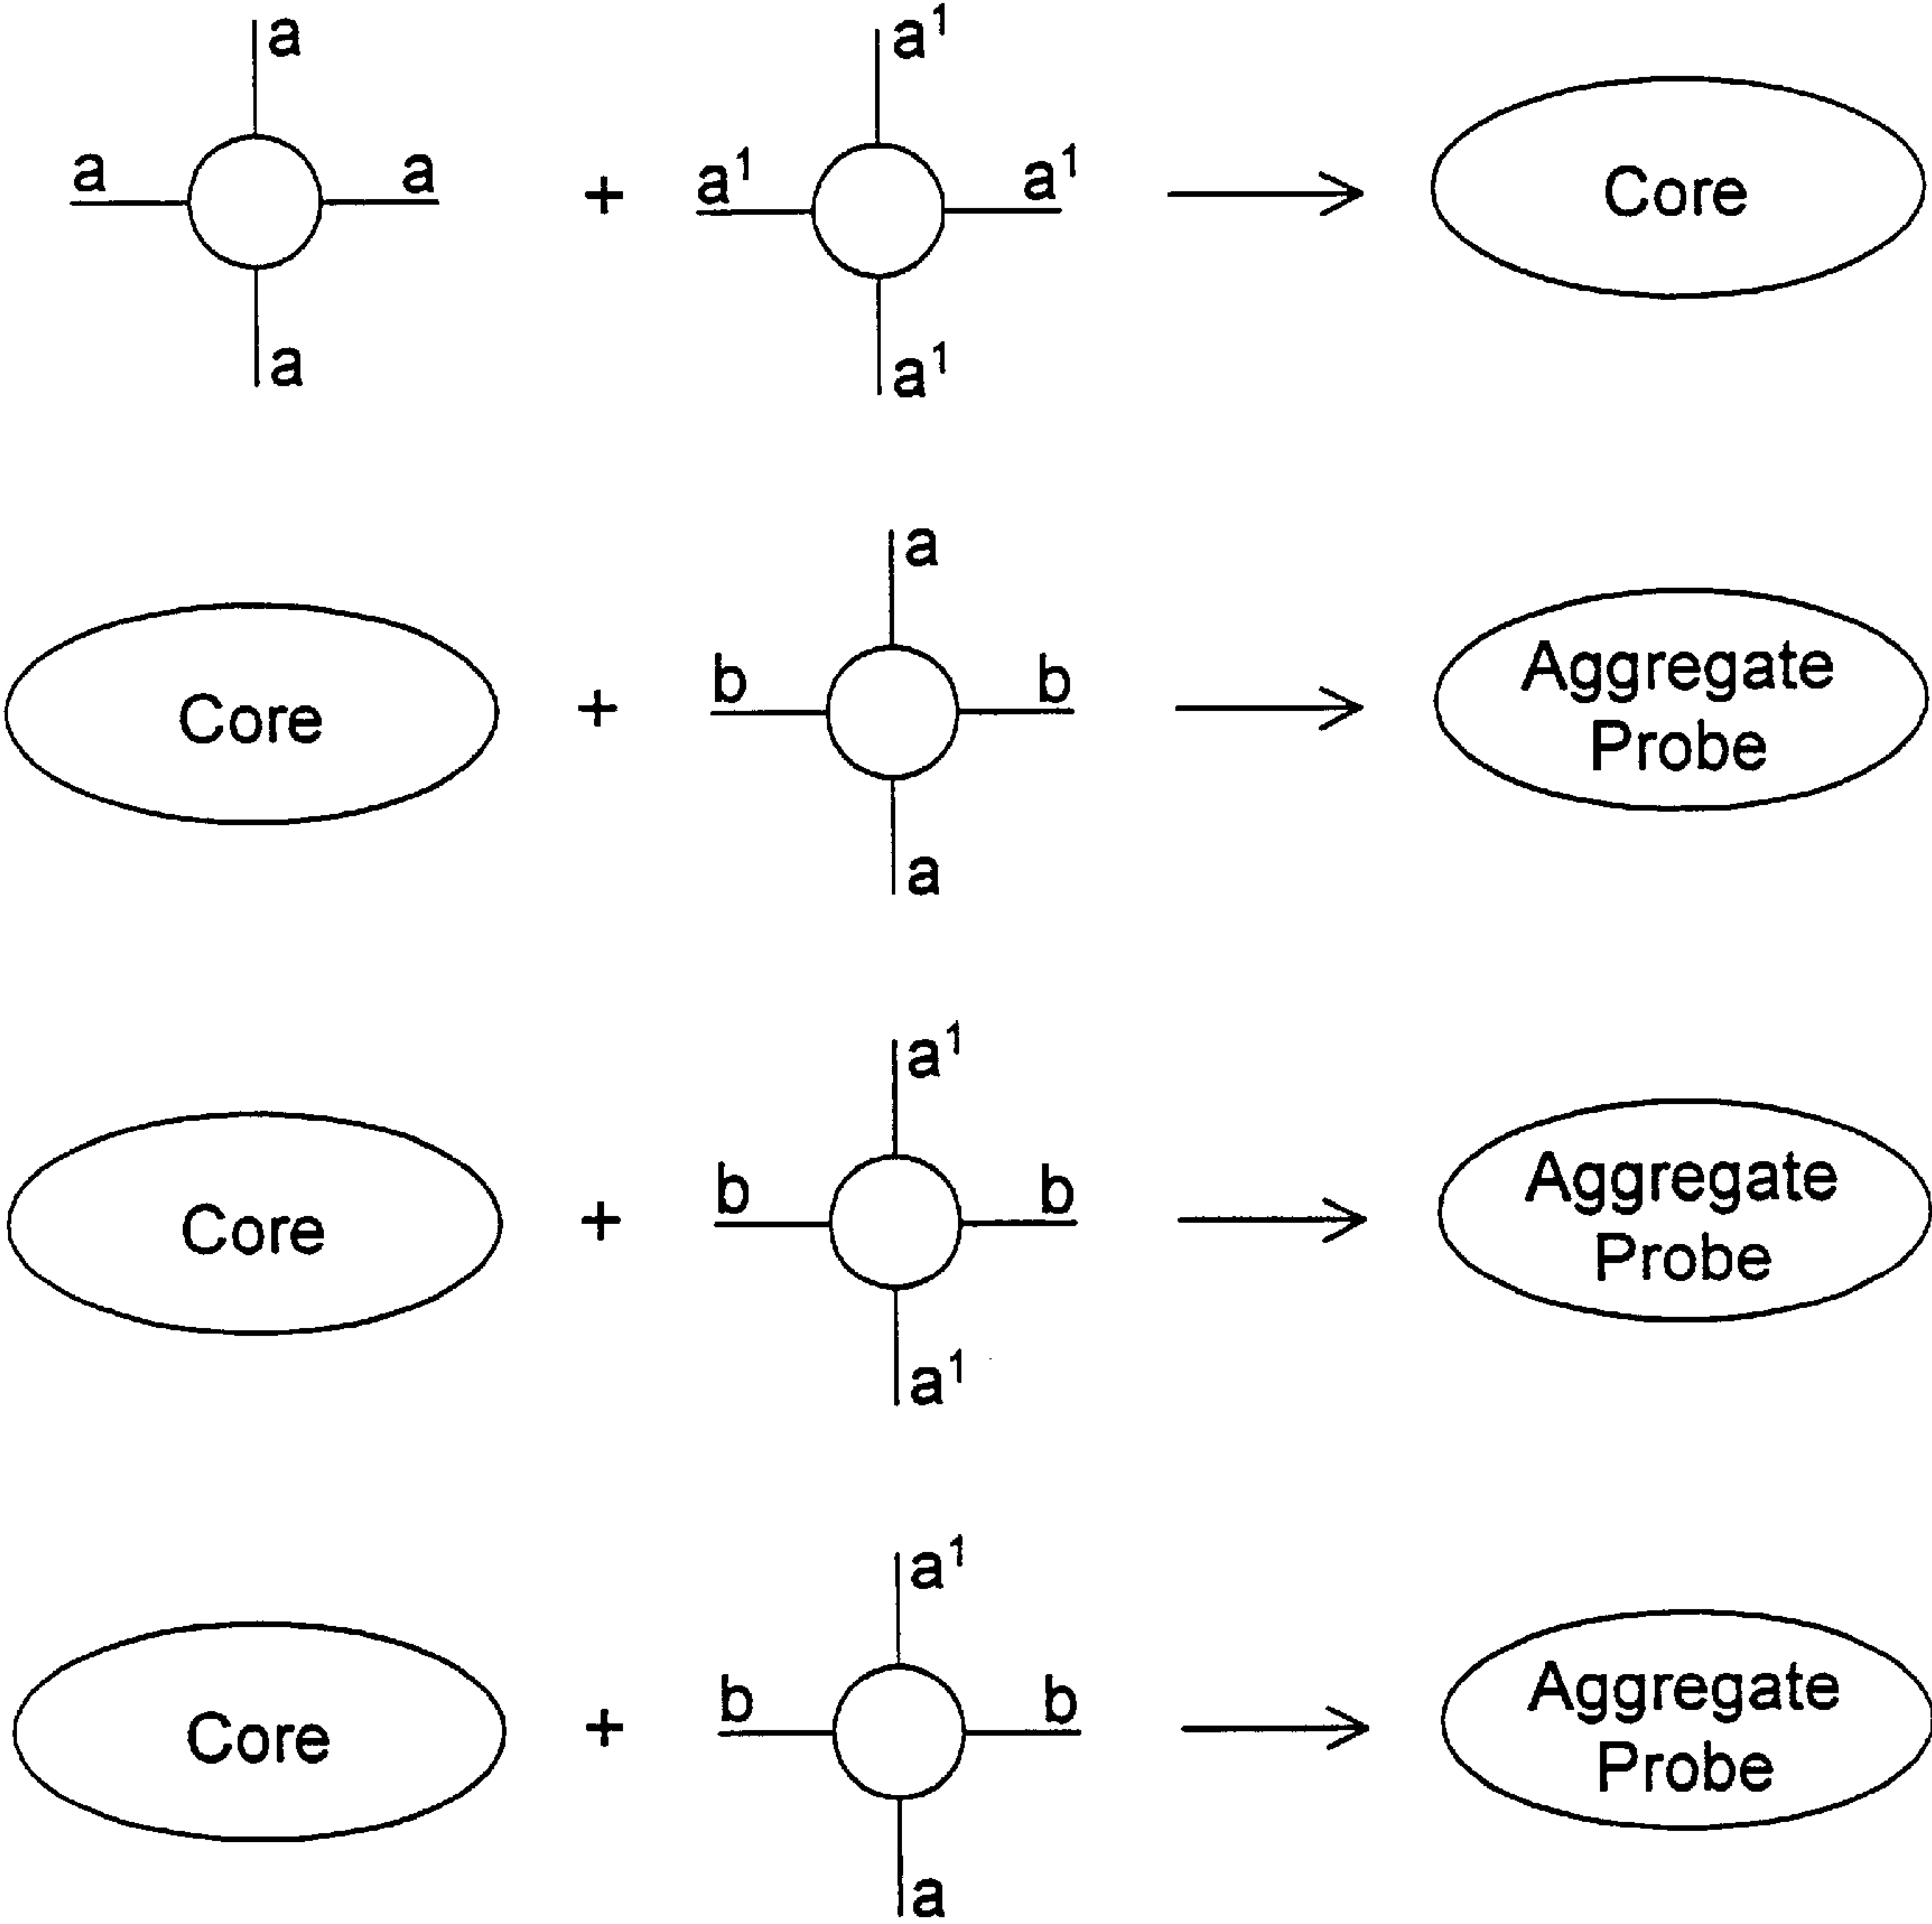 a
a a
a
+
a¹
a¹ a¹
a¹
Core
Core
+
a
b b
a
Aggregate
Probe
Core
+
a¹
b b
a¹
Aggregate
Probe
Core
+
a¹
b b
a
Aggregate
Probe